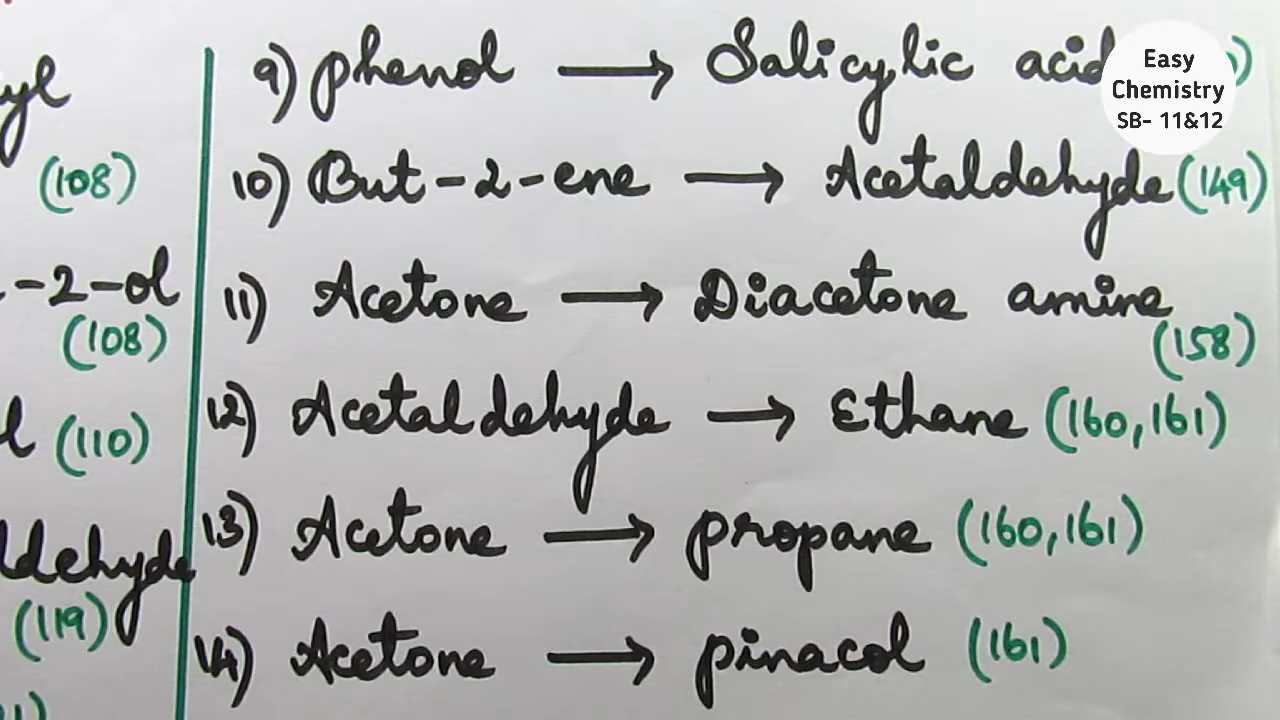 yl
(108)
-2-ol
(108)
l (110)
ldehyde
(119)
9) phenol → Salicylic acid )
10) But-2-ene → Acetaldehyde (149)
11) Acetone → Diacetone amine
(158)
12) Acetaldehyde → Ethane (160,161)
13) Acetone → propane (160,161)
14) Acetone → pinacol (161)
Easy
Chemistry
SB- 11&12